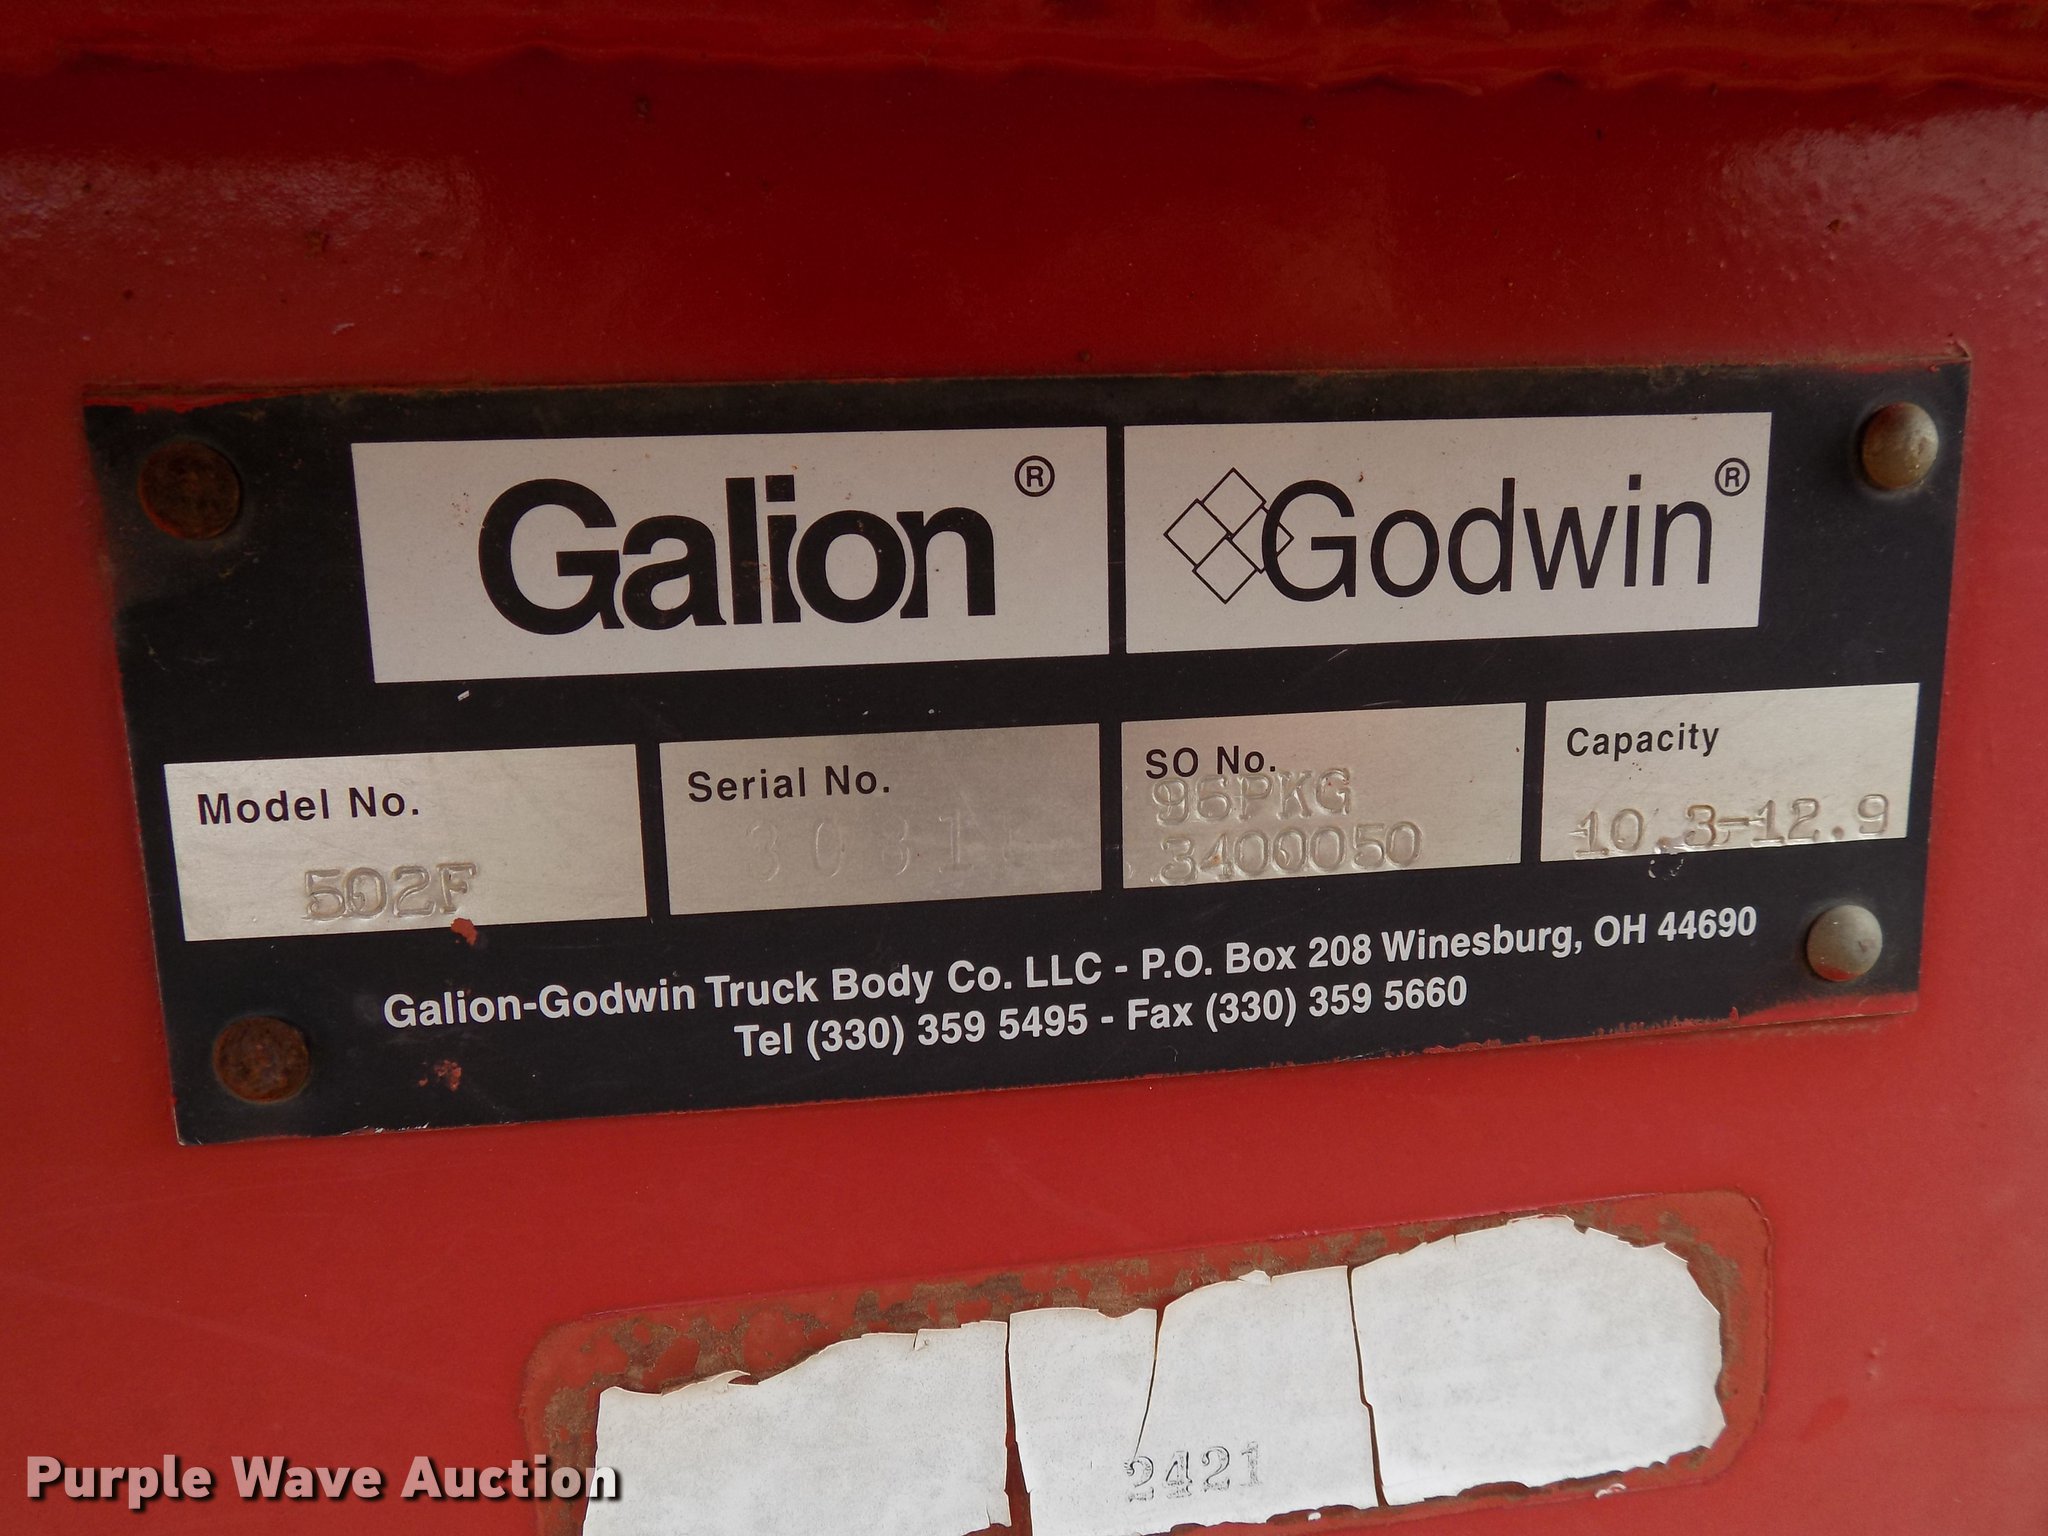 Galion®
Godwin®
Model No.
502F
Serial No.
SO No.
96PKG
3400050
Capacity
10.3-12.9
Galion-Godwin Truck Body Co. LLC - P.O. Box 208 Winesburg, OH 44690
Tel (330) 359 5495 - Fax (330) 359 5660
2421
Purple Wave Auction